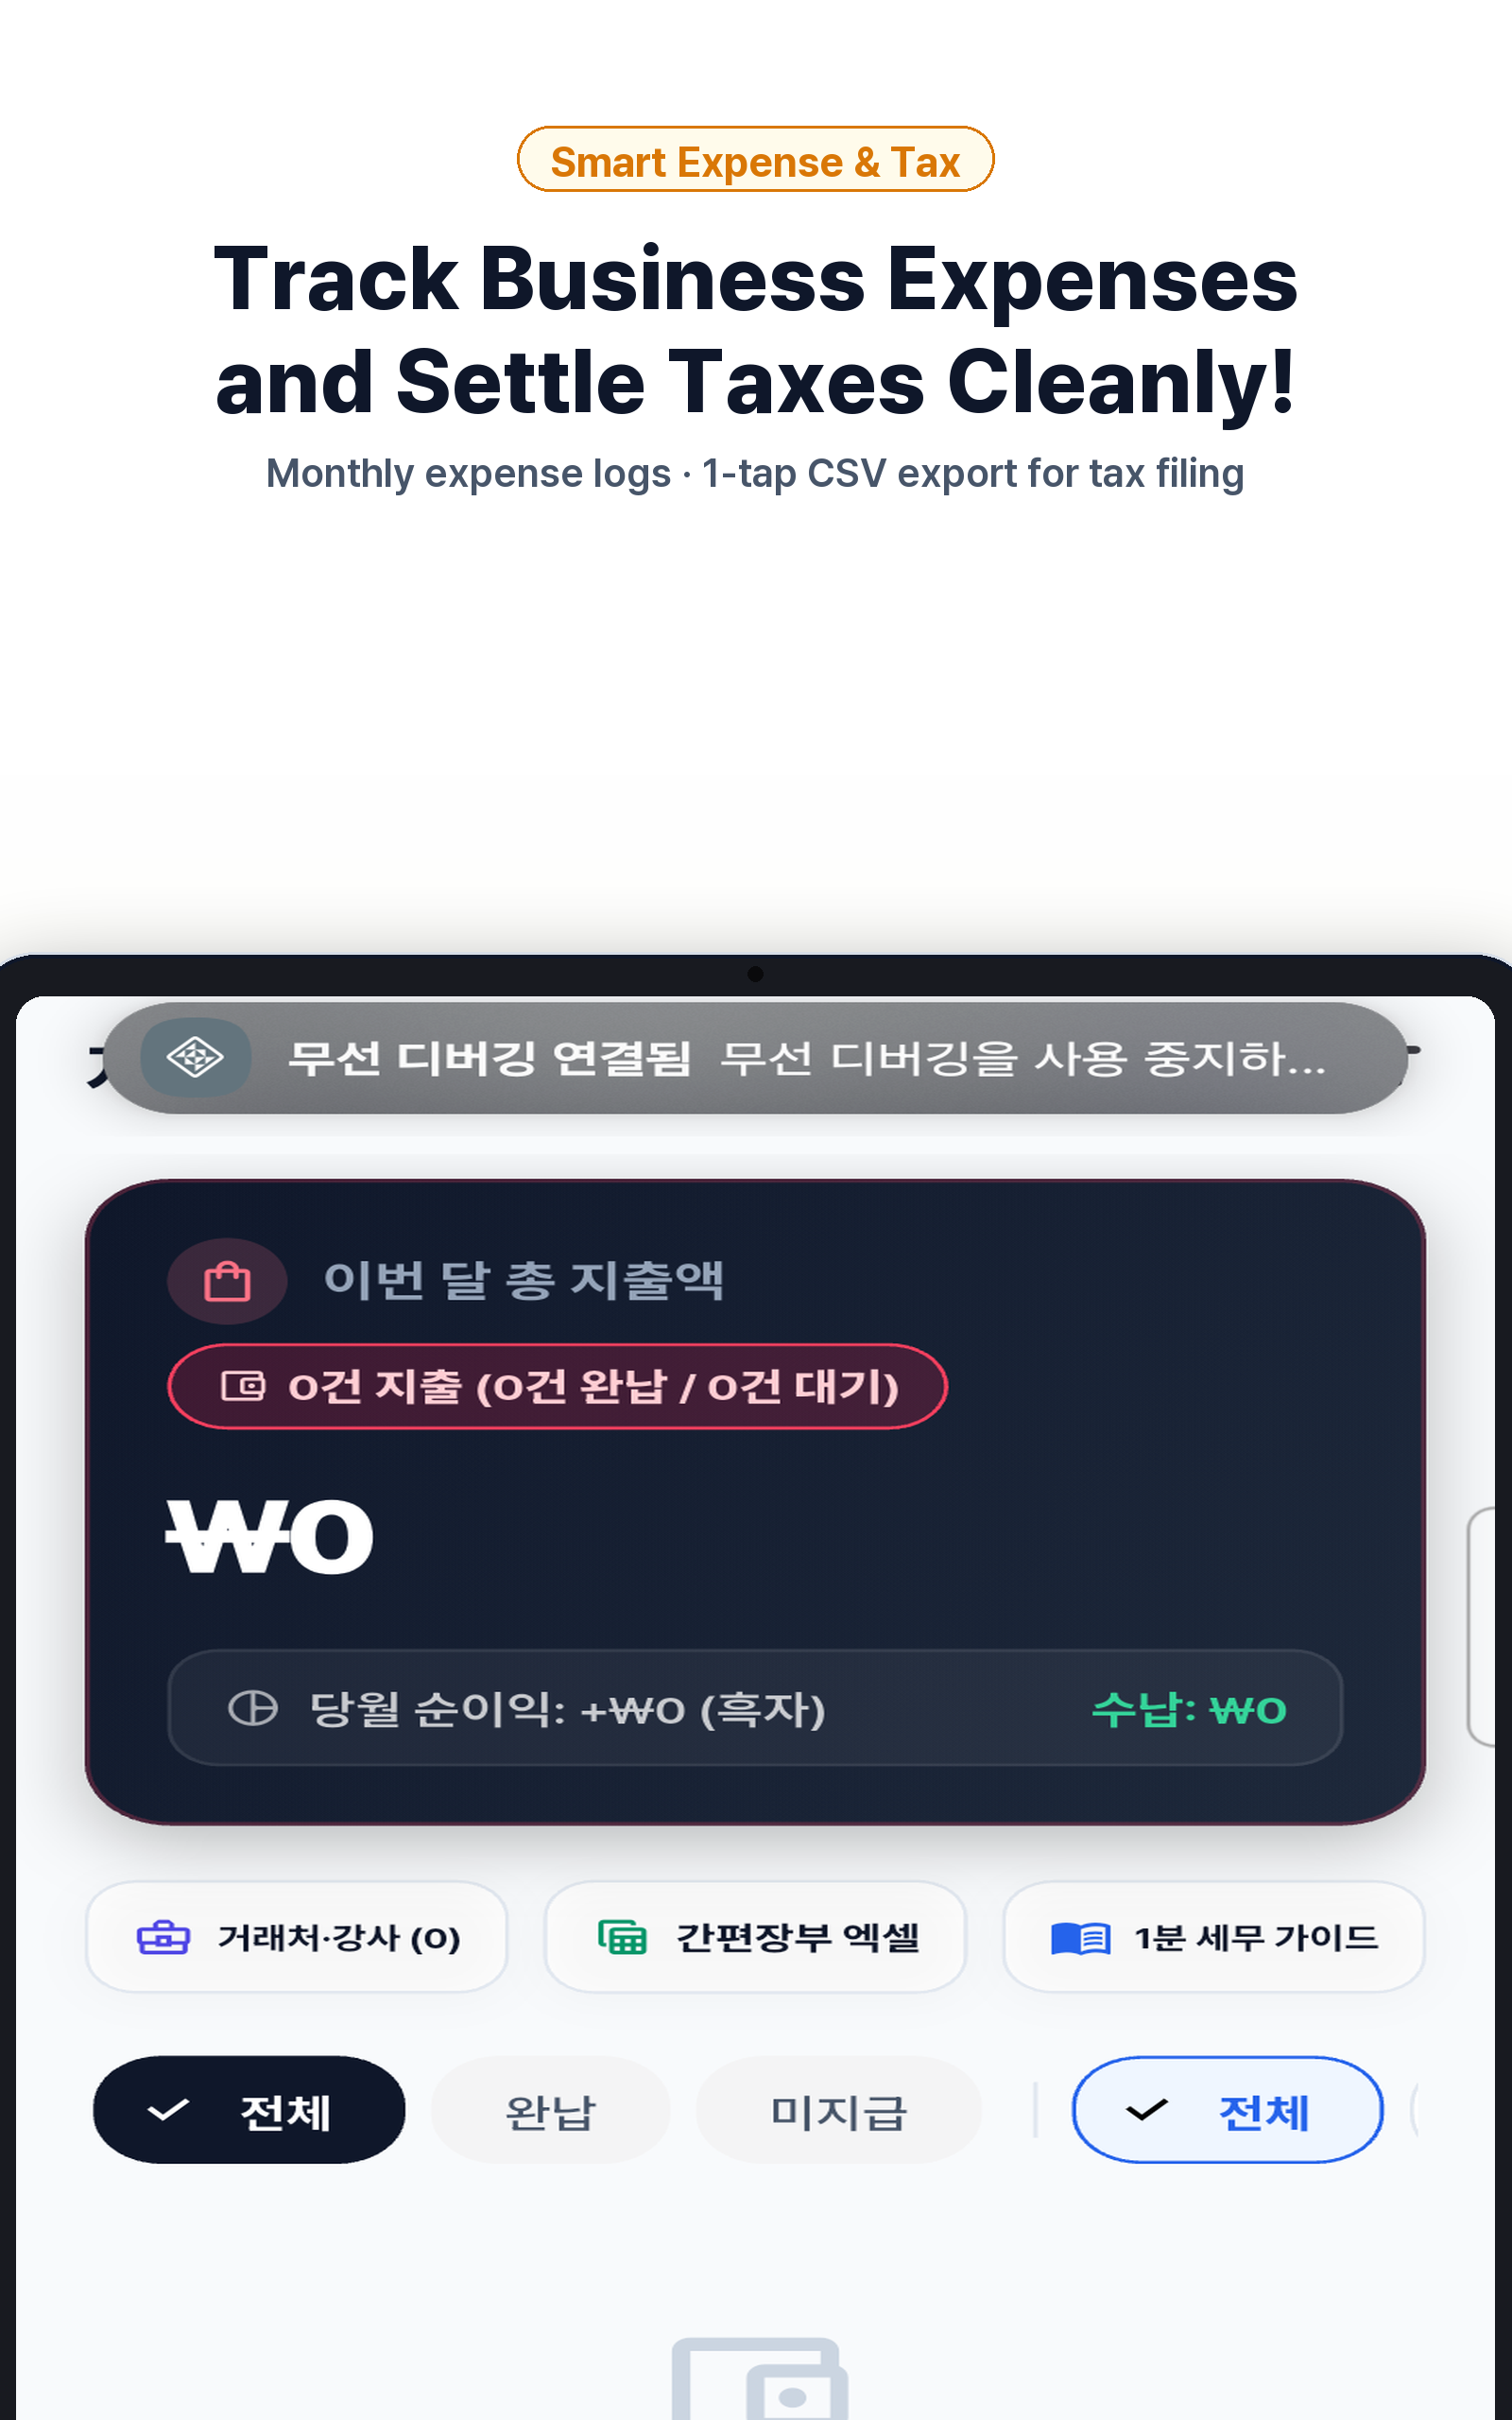 Smart Expense & Tax
Track Business Expenses
and Settle Taxes Cleanly!
Monthly expense logs · 1-tap CSV export for tax filing
무선 디버깅 연결됨 무선 디버깅을 사용 중지하...
이번 달 총 지출액
0건 지출 (0건 완납 / 0건 대기)
₩0
당월 순이익: +₩0 (흑자) 수납: ₩0
거래처·강사 (0) 간편장부 엑셀 1분 세무 가이드
전체 완납 미지급 전체